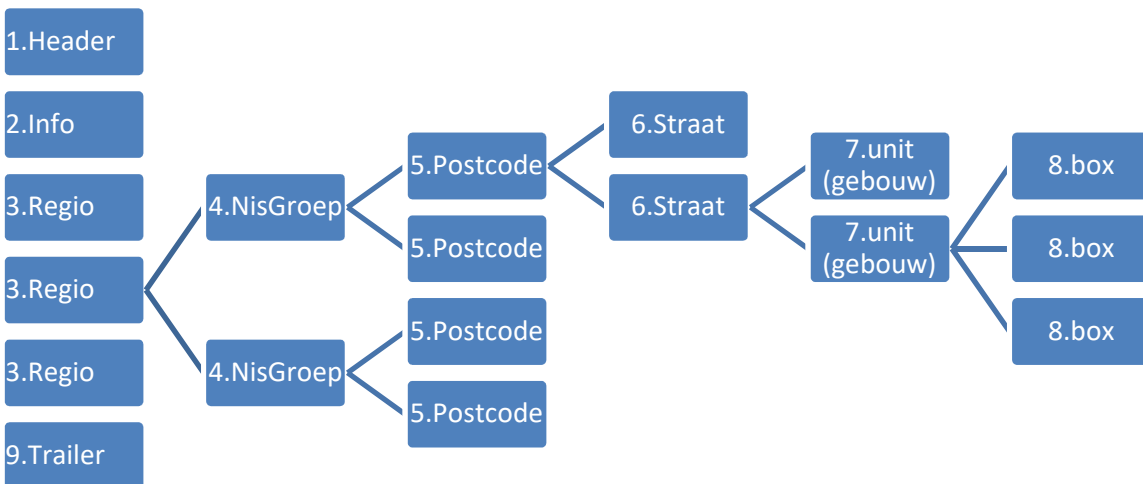 1.Header
2.Info
3.Regio
3.Regio
3.Regio
9.Trailer
4.NisGroep
4.NisGroep
5.Postcode
5.Postcode
5.Postcode
5.Postcode
6.Straat
6.Straat
7.unit
(gebouw)
7.unit
(gebouw)
8.box
8.box
8.box